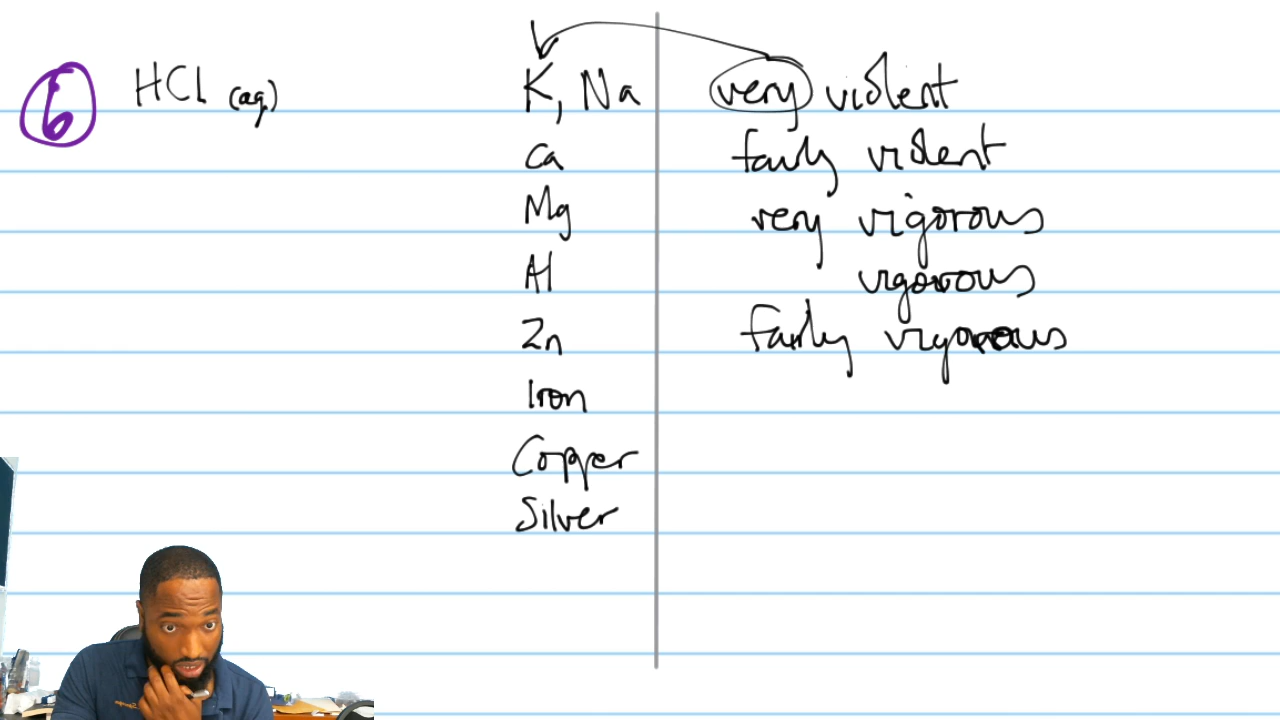 6 HCl (aq) K, Na very violent
Ca fairly violent
Mg very vigorous
Al vigorous
Zn fairly vigorous
Iron
Copper
Silver